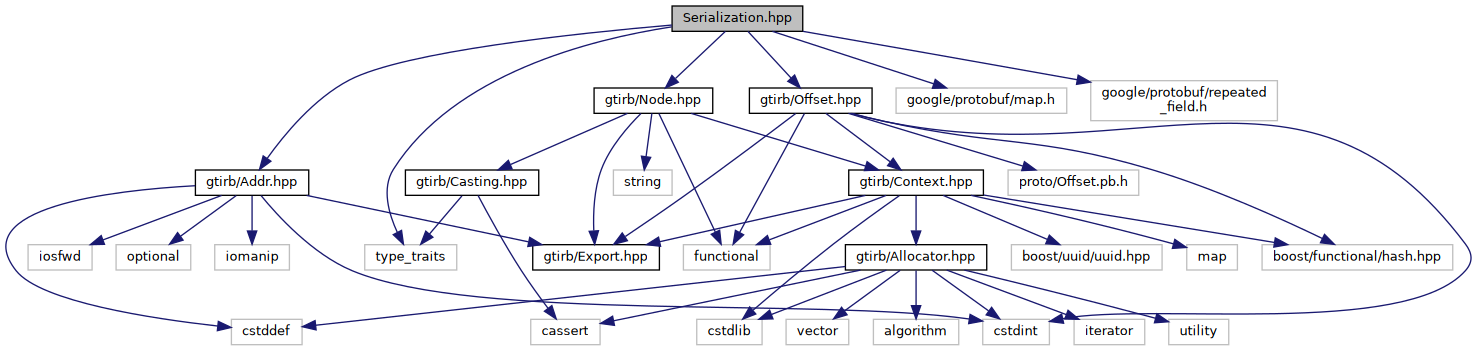 Serialization.hpp
gtirb/Node.hpp
gtirb/Offset.hpp
google/protobuf/map.h
google/protobuf/repeated
_field.h
gtirb/Addr.hpp
gtirb/Casting.hpp
string
gtirb/Context.hpp
proto/Offset.pb.h
iosfwd
optional
iomanip
type_traits
gtirb/Export.hpp
functional
gtirb/Allocator.hpp
boost/uuid/uuid.hpp
map
boost/functional/hash.hpp
cstddef
cassert
cstdlib
vector
algorithm
cstdint
iterator
utility